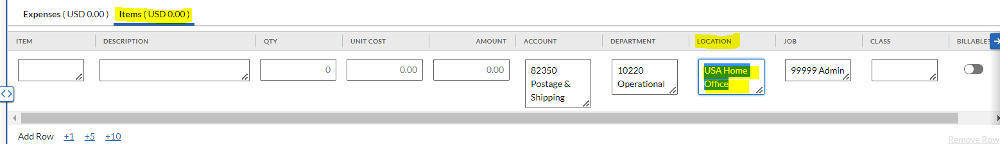 Expenses ( USD 0.00 ) Items ( USD 0.00 )
ITEM DESCRIPTION QTY UNIT COST AMOUNT ACCOUNT DEPARTMENT LOCATION JOB CLASS BILLABLE?
0 0.00 0.00 82350 10220 USA Home 99999 Admin
Postage & Operational Office
Shipping
Add Row +1 +5 +10
Remove Row